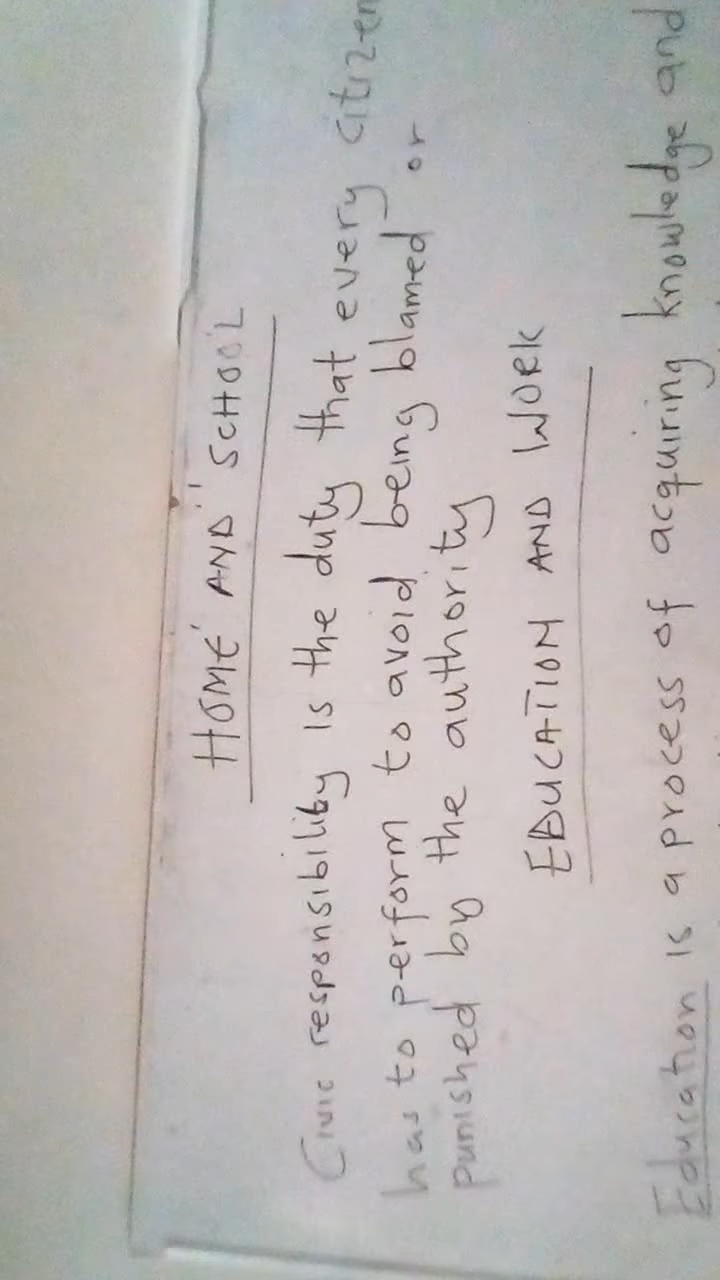 HOME AND SCHOOL
Civic responsibility is the duty that every citizen
has to perform to avoid being blamed or
punished by the authority
EDUCATION AND WORK
Education is a process of acquiring knowledge and